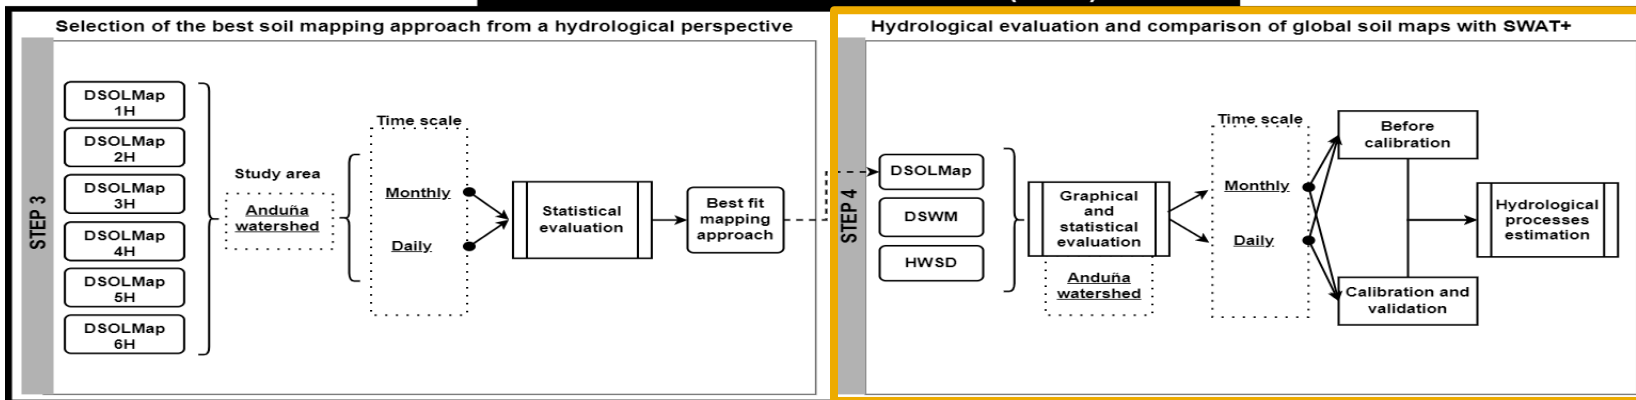 Selection of the best soil mapping approach from a hydrological perspective
STEP 3
DSOLMap
1H
DSOLMap
2H
DSOLMap
3H
DSOLMap
4H
DSOLMap
5H
DSOLMap
6H
Study area
Anduña
watershed
Time scale
Monthly
Daily
Statistical
evaluation
Best fit
mapping
approach
Hydrological evaluation and comparison of global soil maps with SWAT+
STEP 4
DSOLMap
DSWM
HWSD
Graphical
and
statistical
evaluation
Anduña
watershed
Time scale
Monthly
Daily
Before
calibration
Calibration and
validation
Hydrological
processes
estimation